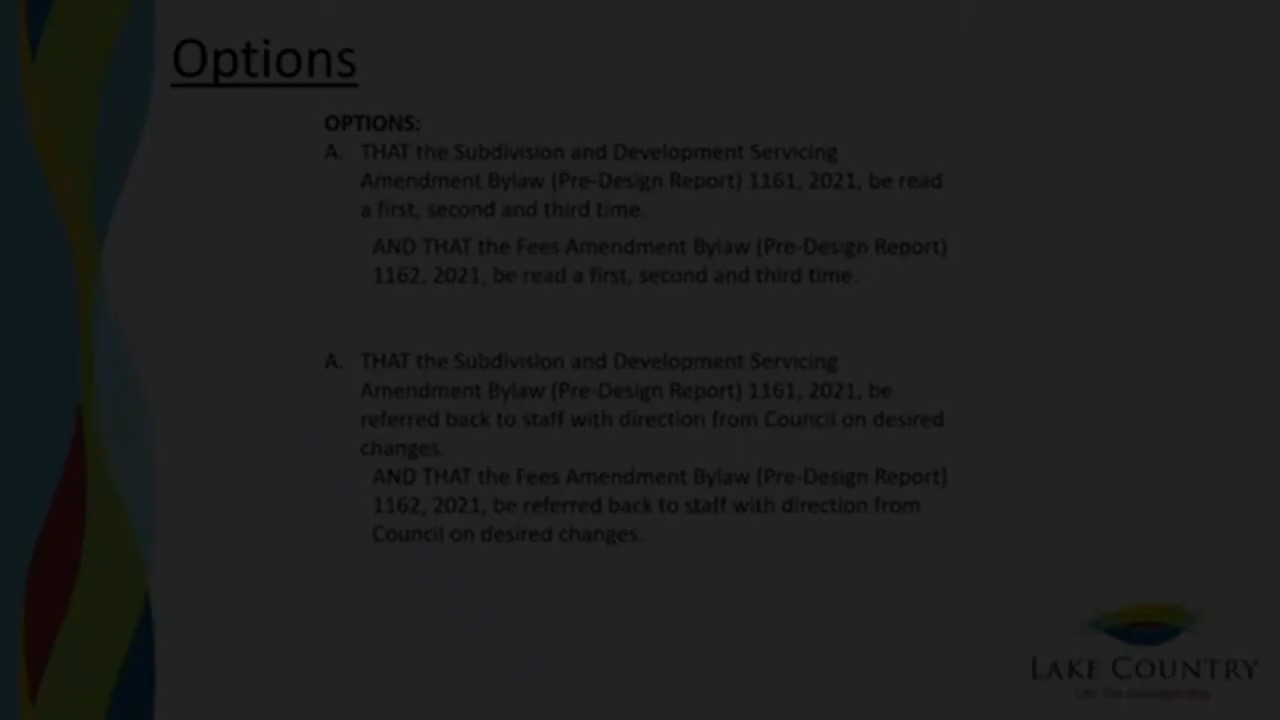 Options
OPTIONS:
A. THAT the Subdivision and Development Servicing
Amendment Bylaw (Pre-Design Report) 1161, 2021, be read
a first, second and third time.
AND THAT the Fees Amendment Bylaw (Pre-Design Report)
1162, 2021, be read a first, second and third time.
A. THAT the Subdivision and Development Servicing
Amendment Bylaw (Pre-Design Report) 1161, 2021, be
referred back to staff with direction from Council on desired
changes.
AND THAT the Fees Amendment Bylaw (Pre-Design Report)
1162, 2021, be referred back to staff with direction from
Council on desired changes.
LAKE COUNTRY